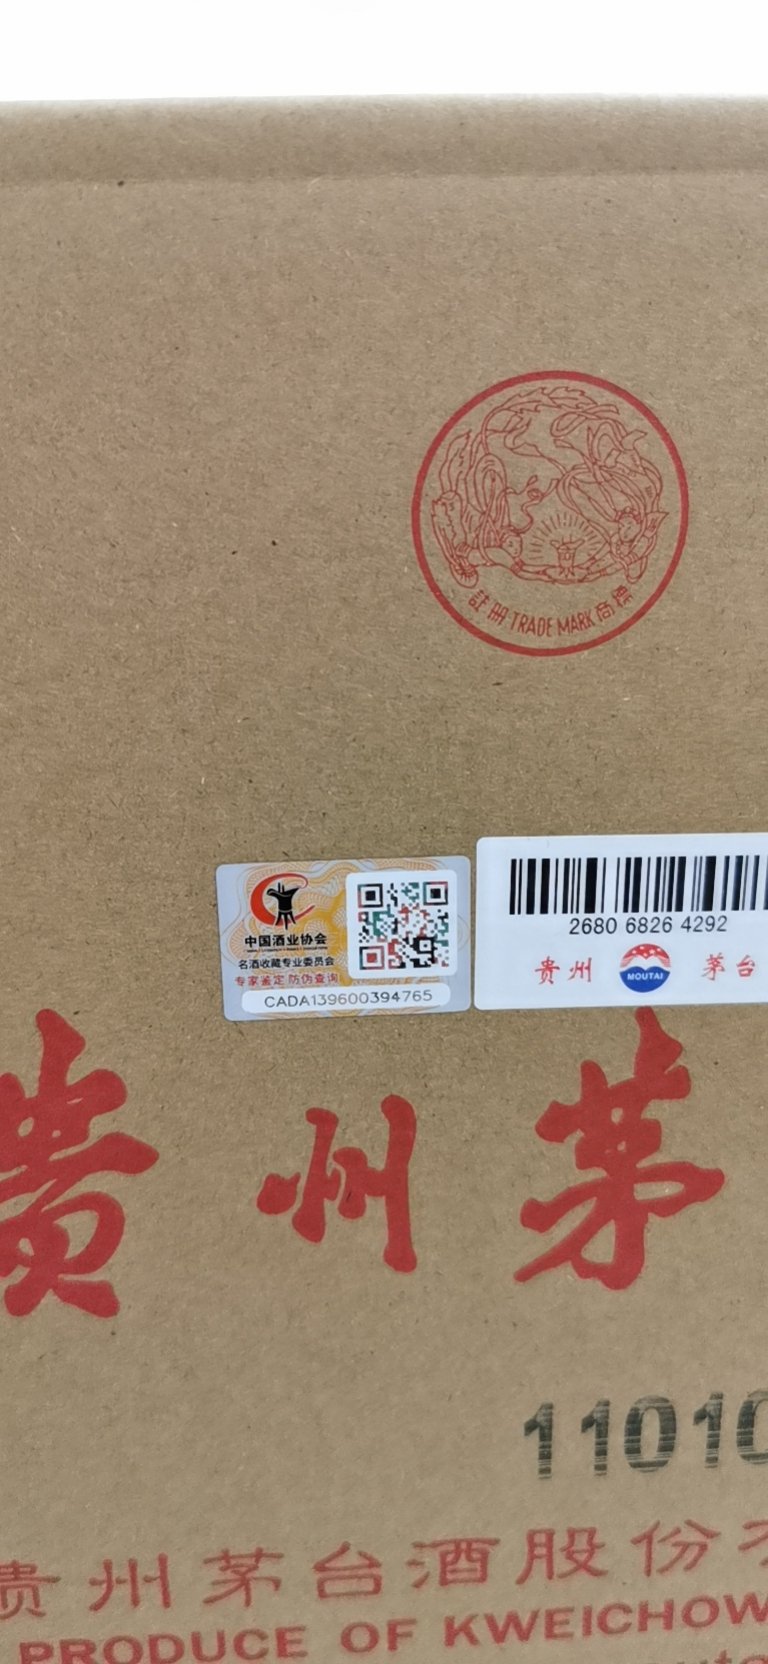 註册 TRADE MARK 商標
中国酒业协会
名酒收藏专业委员会
专家鉴定 防伪查询
CADA139600394765
2680 6826 4292
贵州 MOUTAI 茅台
贵州茅
11010
贵州茅台酒股份
PRODUCE OF KWEICHOW